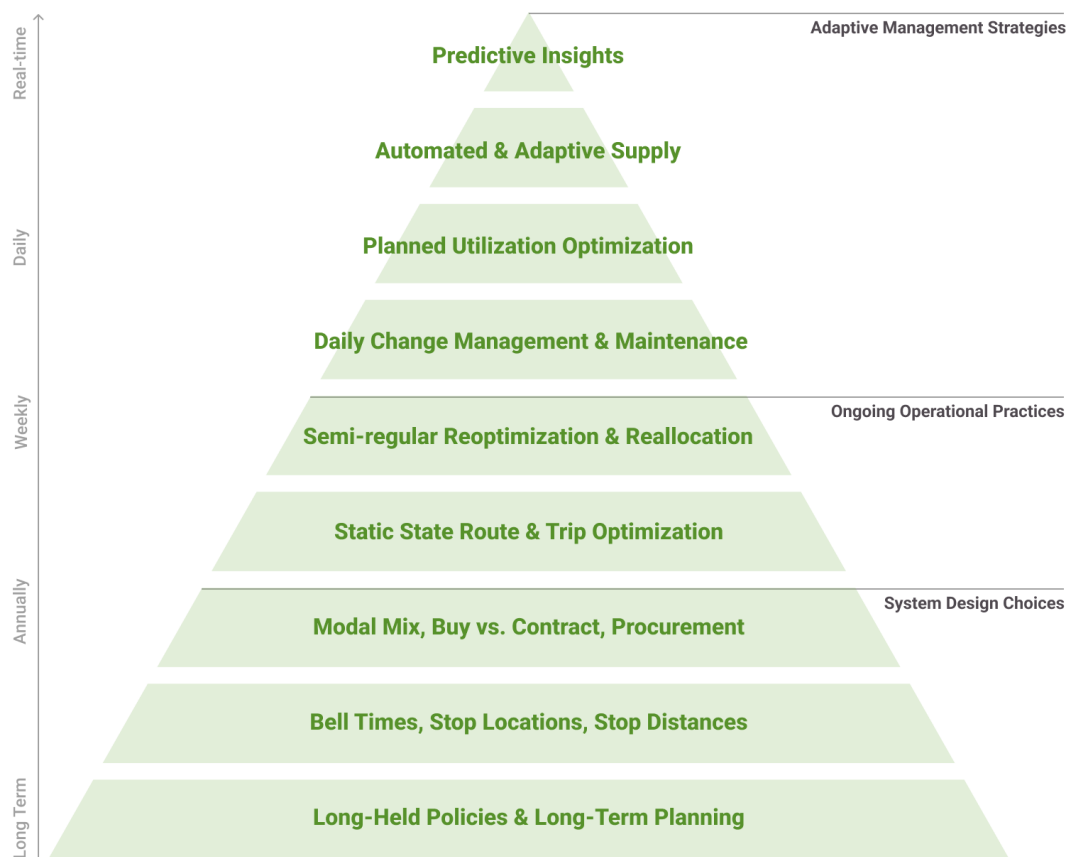 Adaptive Management Strategies
Real-time
Predictive Insights
Automated & Adaptive Supply
Daily
Planned Utilization Optimization
Daily Change Management & Maintenance
Weekly
Ongoing Operational Practices
Semi-regular Reoptimization & Reallocation
Static State Route & Trip Optimization
Annually
System Design Choices
Modal Mix, Buy vs. Contract, Procurement
Bell Times, Stop Locations, Stop Distances
Long Term
Long-Held Policies & Long-Term Planning